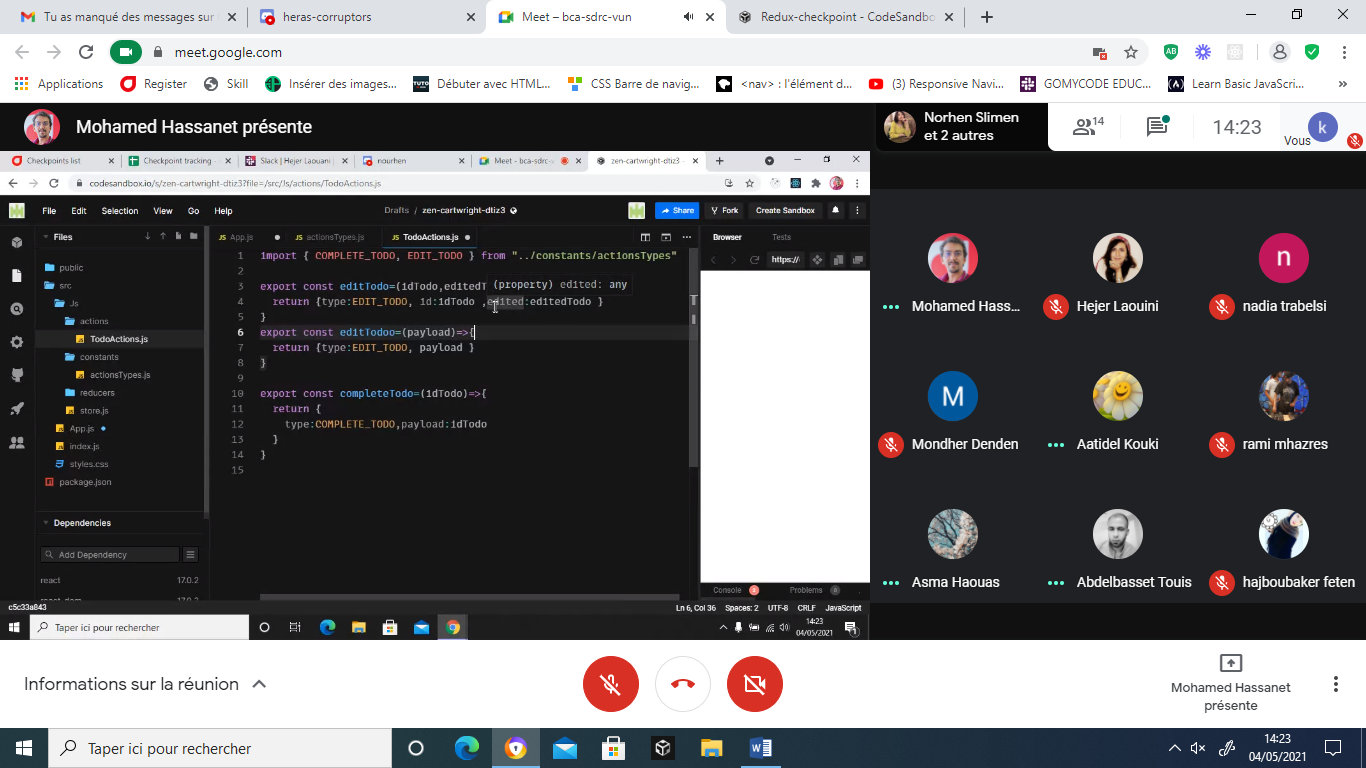 Tu as manqué des messages sur
heras-corruptors
Meet – bca-sdrc-vun
Redux-checkpoint - CodeSandbo
meet.google.com
Applications
Register
Skill
Insérer des images...
Débuter avec HTML...
CSS Barre de navig...
<nav> : l'élément d...
(3) Responsive Navi...
GOMYCODE EDUC...
Learn Basic JavaScri...
Mohamed Hassanet présente
Norhen Slimen
et 2 autres
14
14:23
Vous
k
Checkpoints list
Checkpoint tracking -
Slack | Hejer Laouani |
nourhen
Meet - bca-sdrc-v
zen-cartwright-dtiz3 -
codesandbox.io/s/zen-cartwright-dtiz3?file=/src/Js/actions/TodoActions.js
File
Edit
Selection
View
Go
Help
Drafts / zen-cartwright-dtiz3
Share
Fork
Create Sandbox
Files
public
src
Js
actions
TodoActions.js
constants
actionsTypes.js
reducers
store.js
App.js
index.js
styles.css
package.json
Dependencies
Add Dependency
react 17.0.2
react-dom 17.0.2
App.js
actionsTypes.js
TodoActions.js
1 import { COMPLETE_TODO, EDIT_TODO } from "../constants/actionsTypes"
2
3 export const editTodo=(idTodo,editedT
(property) edited: any
4 return {type:EDIT_TODO, id:idTodo ,edited:editedTodo }
5 }
6 export const editTodoo=(payload)=>{
7 return {type:EDIT_TODO, payload }
8 }
9
10 export const completeTodo=(idTodo)=>{
11 return {
12 type:COMPLETE_TODO,payload:idTodo
13 }
14 }
15
Browser
Tests
https:/
Console
Problems
c5c33a843
Ln 6, Col 36
Spaces: 2
UTF-8
CRLF
JavaScript
Taper ici pour rechercher
14:23
04/05/2021
Mohamed Hass...
Hejer Laouini
n
nadia trabelsi
M
Mondher Denden
Aatidel Kouki
rami mhazres
Asma Haouas
Abdelbasset Touis
hajboubaker feten
Informations sur la réunion
Mohamed Hassanet
présente
Taper ici pour rechercher
14:23
04/05/2021